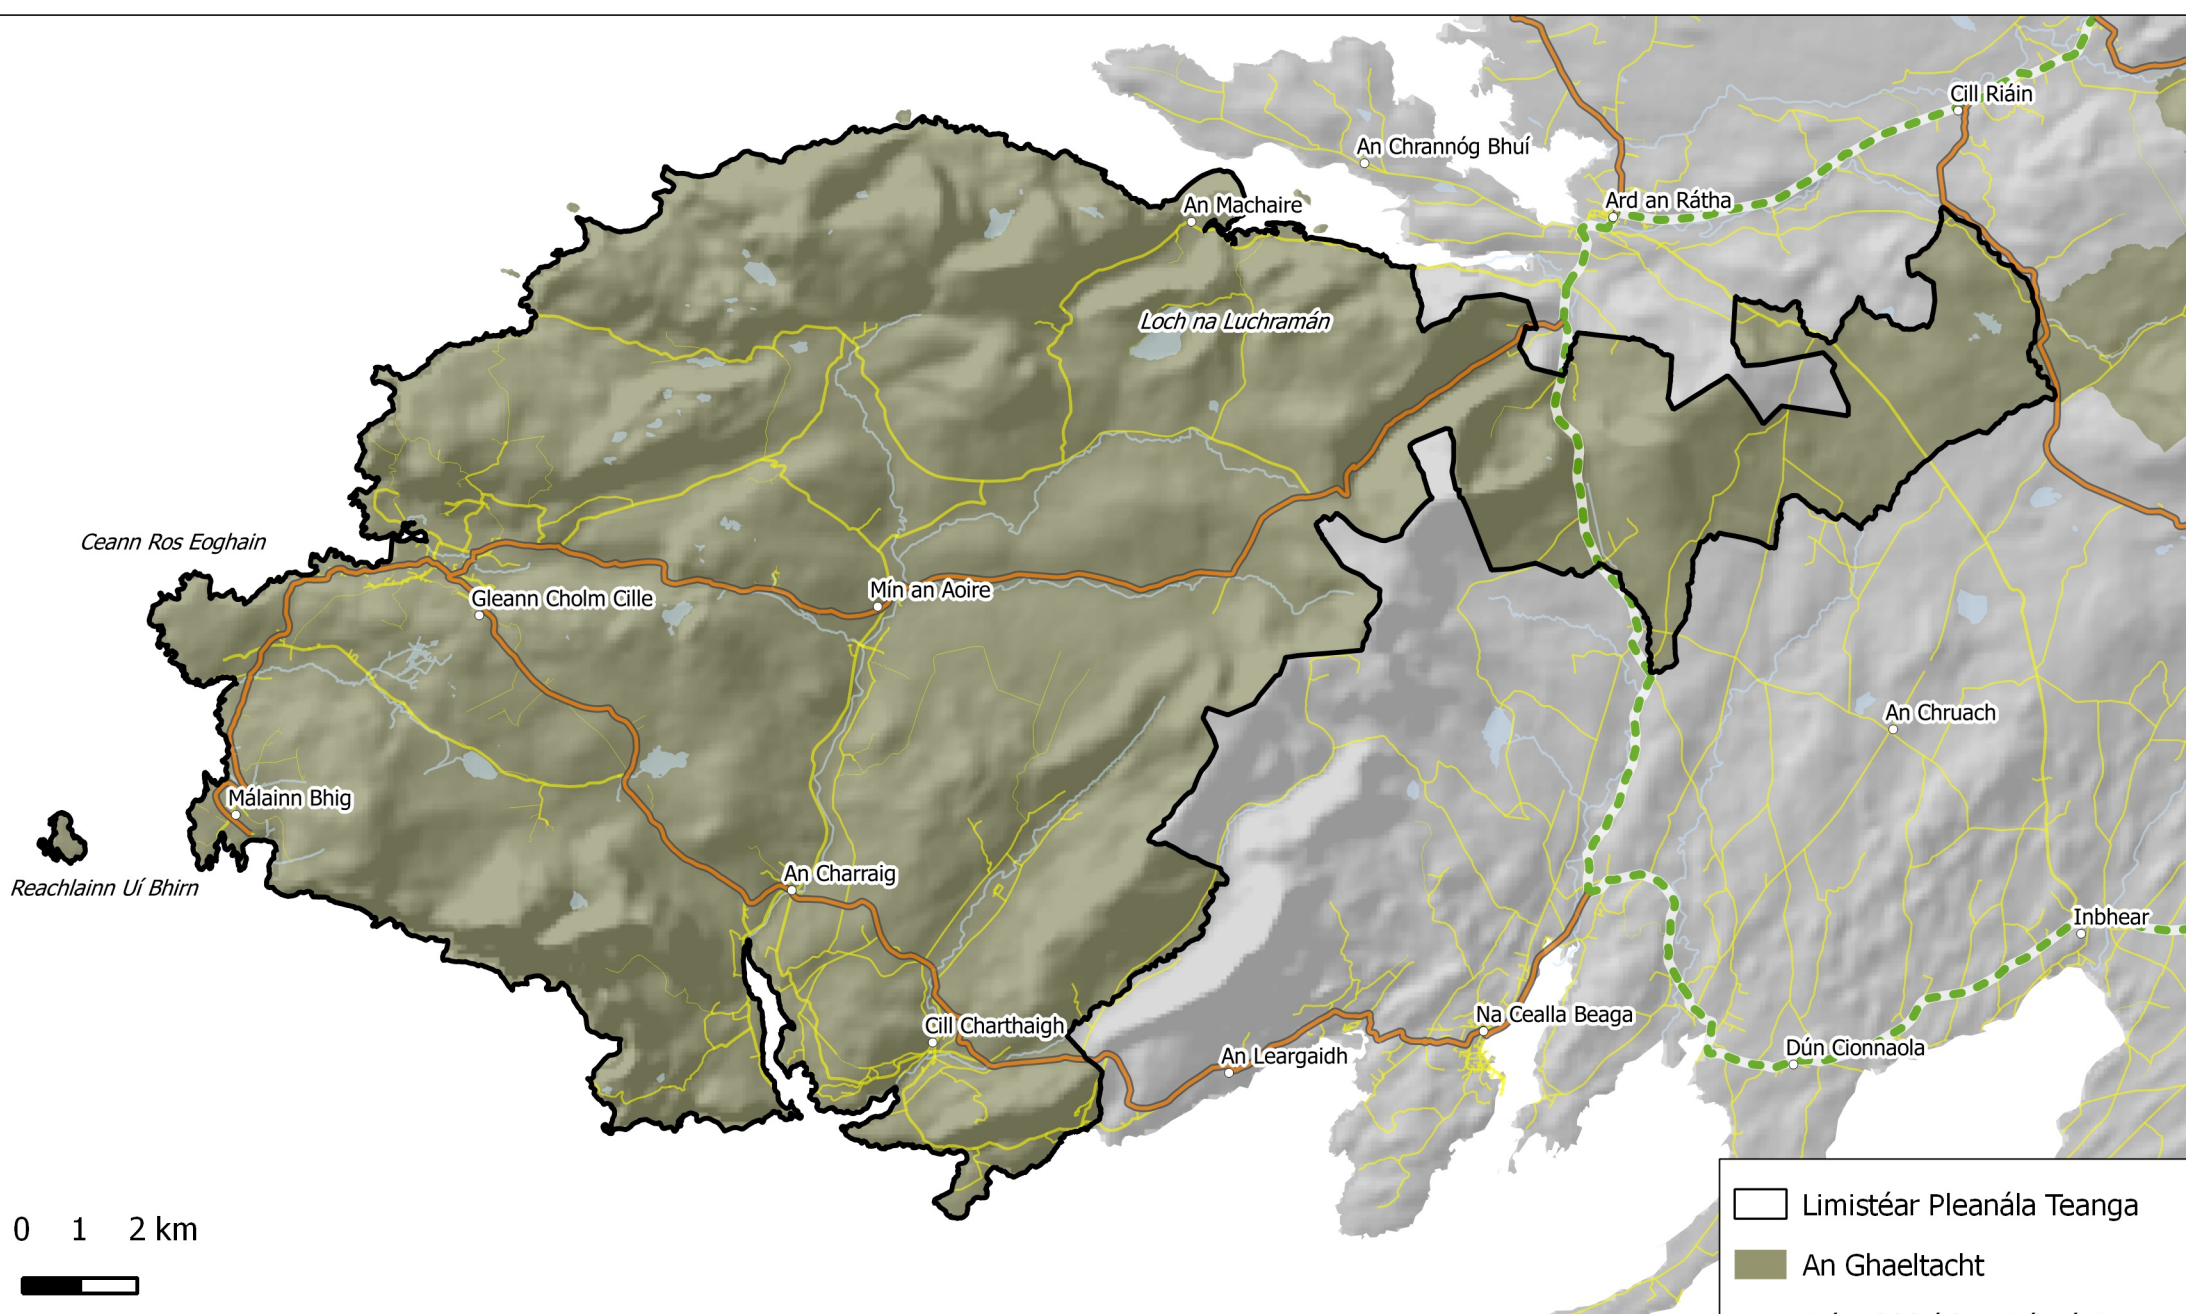 Cill Riáin
An Chrannóg Bhuí
Ard an Rátha
An Machaire
Loch na Luchramán
Ceann Ros Eoghain
Gleann Cholm Cille
Mín an Aoire
An Chruach
Málainn Bhig
An Charraig
Reachlainn Uí Bhirn
Inbhear
Na Cealla Beaga
Cill Charthaigh
Dún Cionnaola
An Leargaidh
Limistéar Pleanála Teanga
0 1 2 km
An Ghaeltacht